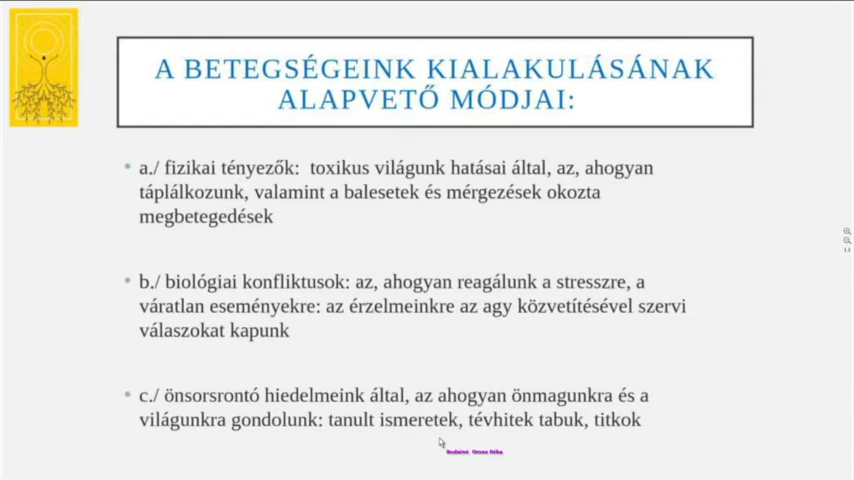 A BETEGSÉGEINK KIALAKULÁSÁNAK
ALAPVETŐ MÓDJAI:
• a./ fizikai tényezők:  toxikus világunk hatásai által, az, ahogyan
táplálkozunk, valamint a balesetek és mérgezések okozta
megbetegedések
• b./ biológiai konfliktusok: az, ahogyan reagálunk a stresszre, a
váratlan eseményekre: az érzelmeinkre az agy közvetítésével szervi
válaszokat kapunk
• c./ önsorsrontó hiedelmeink által, az ahogyan önmagunkra és a
világunkra gondolunk: tanult ismeretek, tévhitek tabuk, titkok